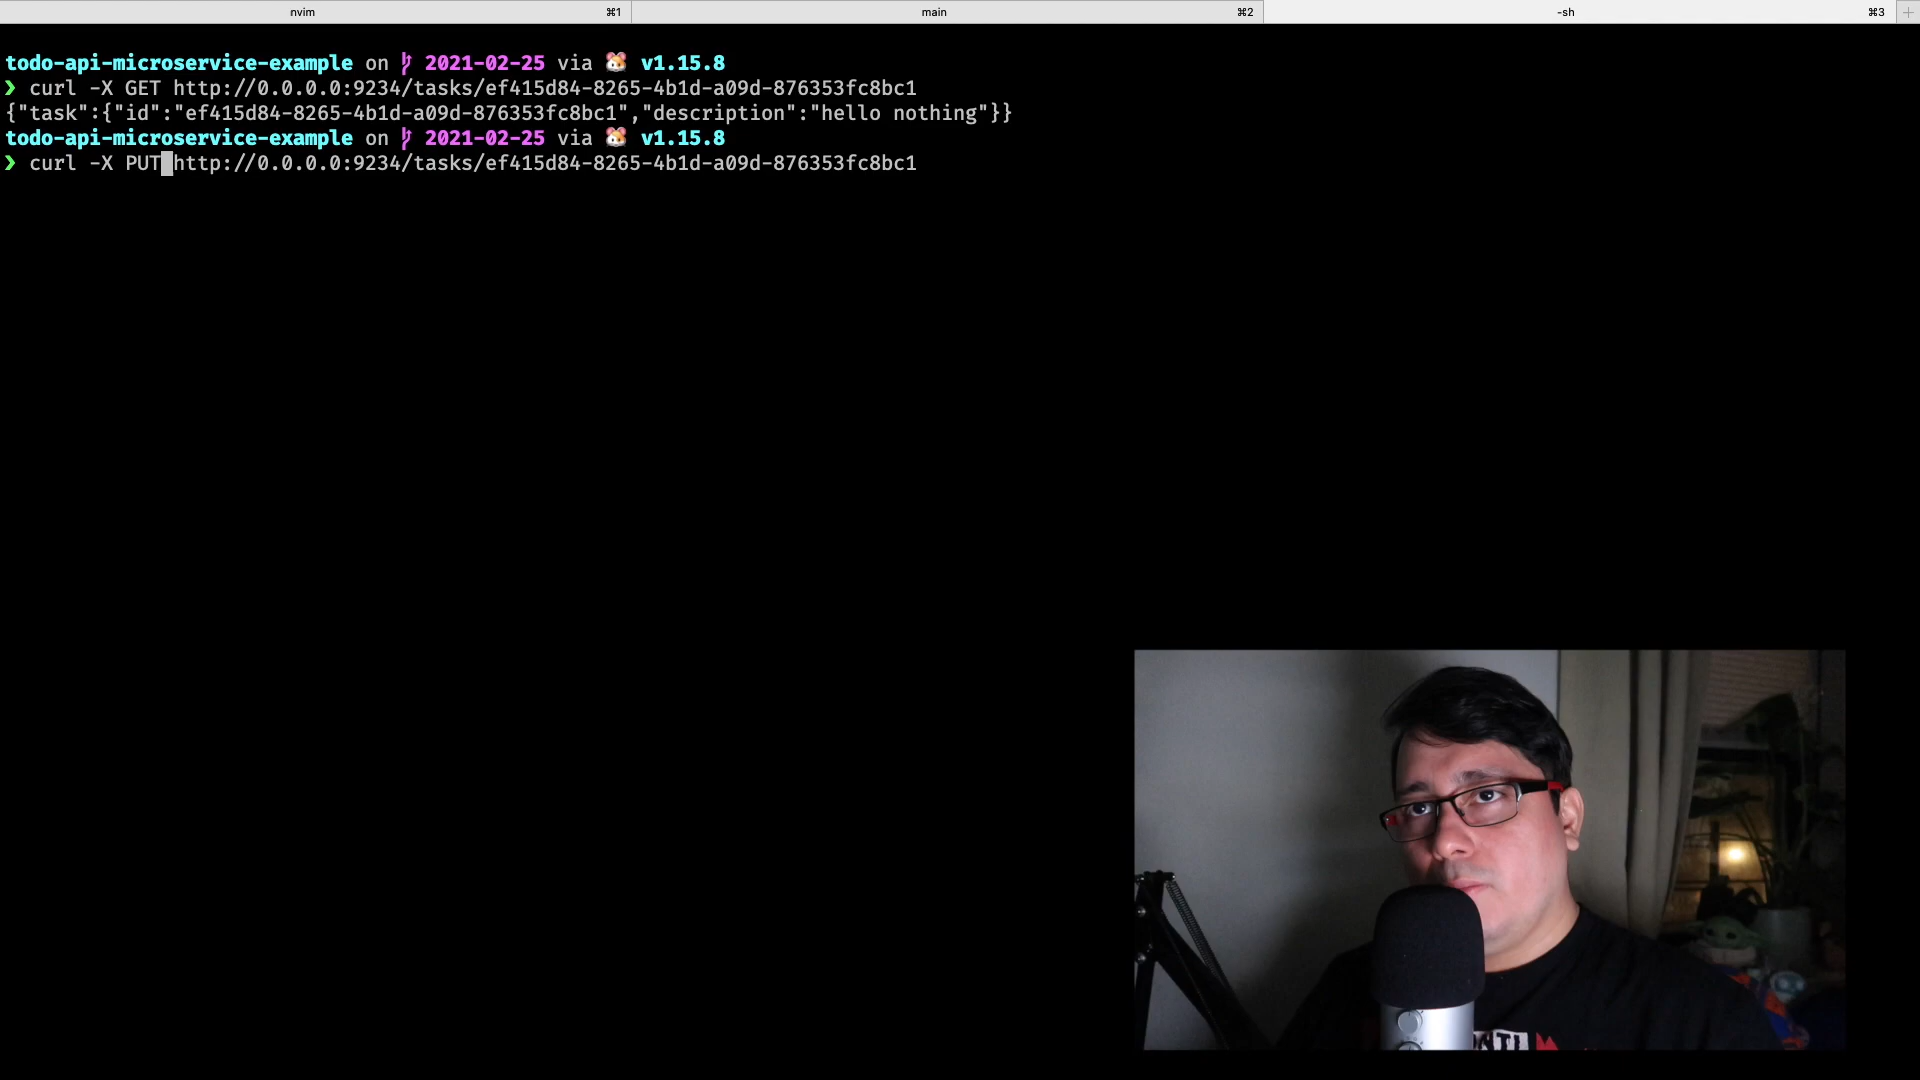 nvim ⌘1 main ⌘2 -sh ⌘3
todo-api-microservice-example on 2021-02-25 via 🐹 v1.15.8
❯ curl -X GET http://0.0.0.0:9234/tasks/ef415d84-8265-4b1d-a09d-876353fc8bc1
{"task":{"id":"ef415d84-8265-4b1d-a09d-876353fc8bc1","description":"hello nothing"}}
todo-api-microservice-example on 2021-02-25 via 🐹 v1.15.8
❯ curl -X PUT http://0.0.0.0:9234/tasks/ef415d84-8265-4b1d-a09d-876353fc8bc1